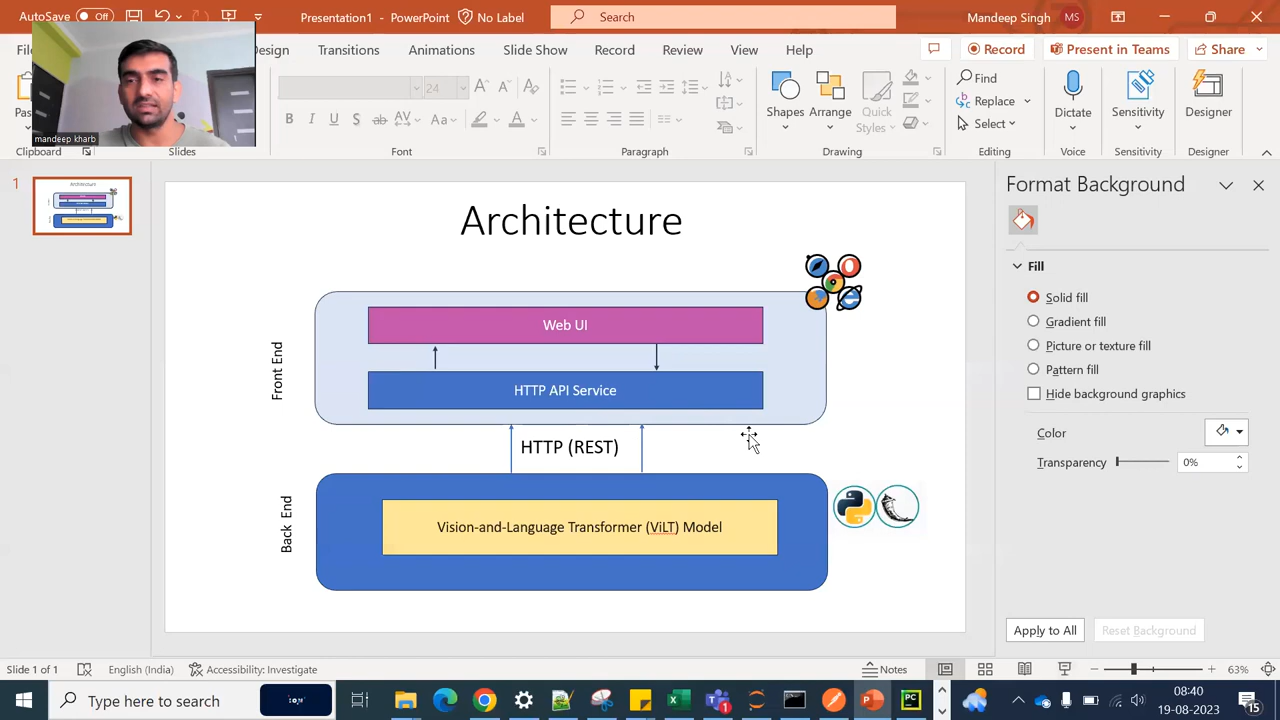 AutoSave Off Presentation1 - PowerPoint No Label Search Mandeep Singh MS
Design Transitions Animations Slide Show Record Review View Help Record Present in Teams Share
Find
Replace
Select
Shapes Arrange Quick Styles Dictate Sensitivity Designer
mandeep kharb
Clipboard Slides Font Paragraph Drawing Editing Voice Sensitivity Designer
1
Architecture
Front End
Web UI
HTTP API Service
HTTP (REST)
Back End
Vision-and-Language Transformer (ViLT) Model
Format Background
Fill
Solid fill
Gradient fill
Picture or texture fill
Pattern fill
Hide background graphics
Color
Transparency 0%
Apply to All Reset Background
Slide 1 of 1 English (India) Accessibility: Investigate Notes 63%
Type here to search
08:40
19-08-2023
15